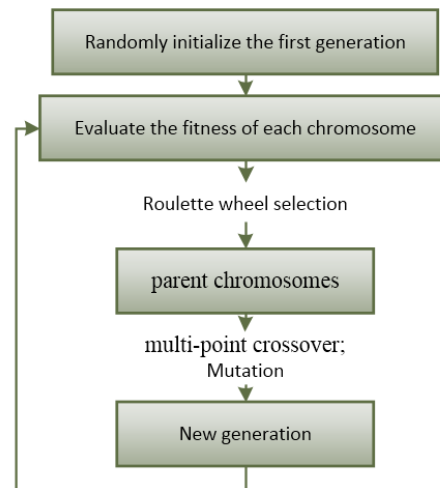 Randomly initialize the first generation
Evaluate the fitness of each chromosome
Roulette wheel selection
parent chromosomes
multi-point crossover;
Mutation
New generation